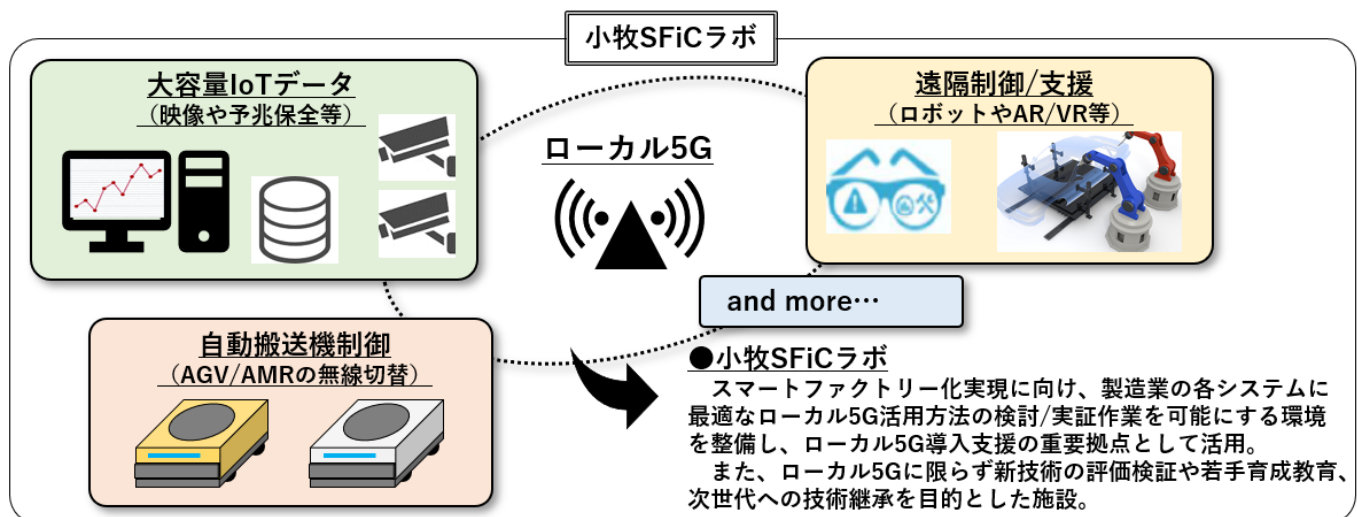 小牧SFiCラボ
大容量IoTデータ
（映像や予兆保全等）
ローカル5G
遠隔制御/支援
（ロボットやAR/VR等）
and more…
自動搬送機制御
（AGV/AMRの無線切替）
●小牧SFiCラボ
スマートファクトリー化実現に向け、製造業の各システムに
最適なローカル5G活用方法の検討/実証作業を可能にする環境
を整備し、ローカル5G導入支援の重要拠点として活用。
また、ローカル5Gに限らず新技術の評価検証や若手育成教育、
次世代への技術継承を目的とした施設。